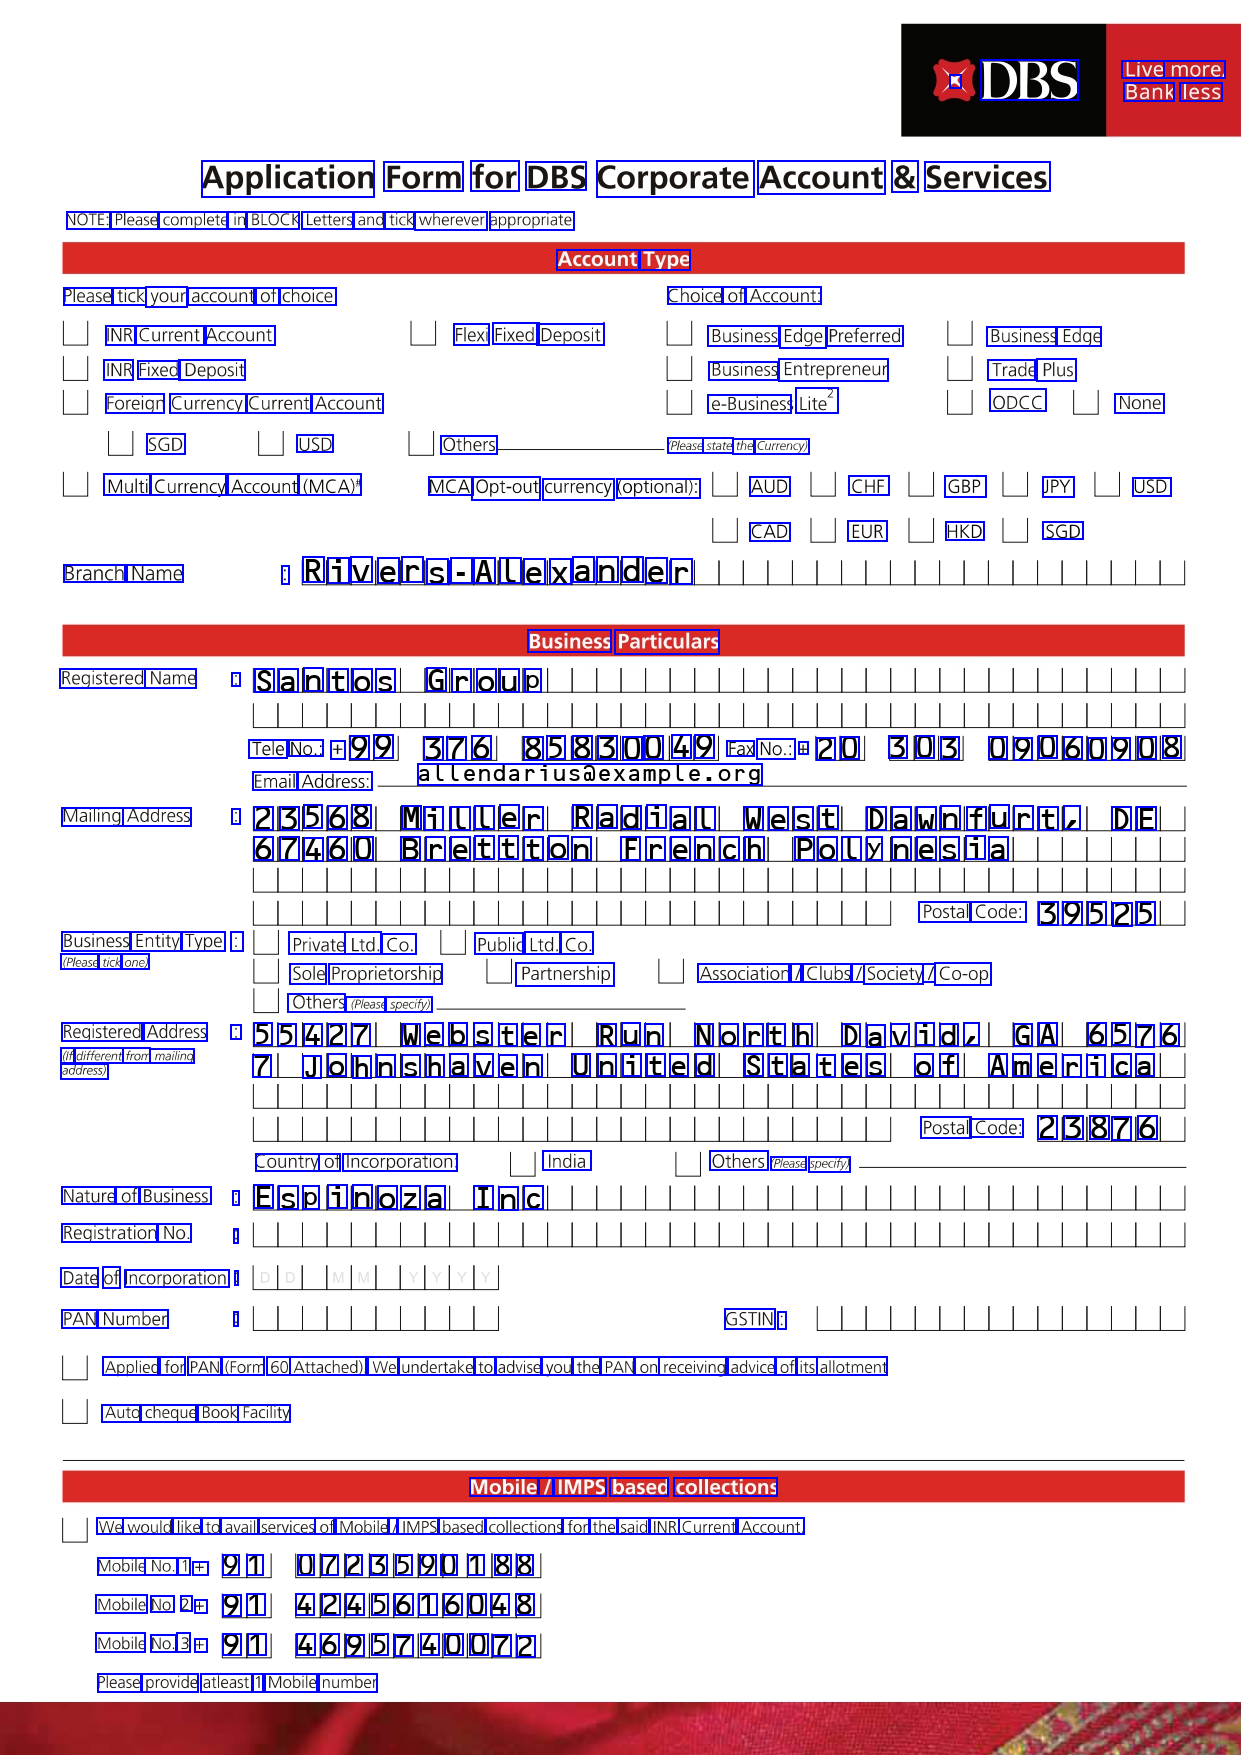 DBS Live more,
Bank less
Application Form for DBS Corporate Account & Services
NOTE: Please complete in BLOCK Letters and tick wherever appropriate
Account Type
Please tick your account of choice Choice of Account:
INR Current Account Flexi Fixed Deposit Business Edge Preferred Business Edge
INR Fixed Deposit Business Entrepreneur Trade Plus
Foreign Currency Current Account e-Business Lite2 ODCC None
SGD USD Others (Please state the Currency)
Multi Currency Account (MCA)# MCA Opt-out currency (optional): AUD CHF GBP JPY USD
CAD EUR HKD SGD
Branch Name : Rivers-Alexander
Business Particulars
Registered Name : Santos Group
Tele No.: + 99 376 85830049 Fax No.: + 20 303 09060908
Email Address: allendarius@example.org
Mailing Address : 23568 Miller Radial West Dawnfurt, DE
67460 Brettton French Polynesia
Postal Code: 39525
Business Entity Type : Private Ltd. Co. Public Ltd. Co.
(Please tick one)
Sole Proprietorship Partnership Association / Clubs / Society / Co-op
Others (Please specify)
Registered Address : 55427 Webster Run North David, GA 6576
(If different from mailing address) 7 Johnshaven United States of America
Postal Code: 23876
Country of Incorporation: India Others (Please specify)
Nature of Business : Espinoza Inc
Registration No. :
Date of Incorporation : D D M M Y Y Y Y
PAN Number : GSTIN :
Applied for PAN (Form 60 Attached). We undertake to advise you the PAN on receiving advice of its allotment
Auto cheque Book Facility
Mobile / IMPS based collections
We would like to avail services of Mobile / IMPS based collections for the said INR Current Account.
Mobile No. 1 + 91 0723590188
Mobile No. 2 + 91 4245616048
Mobile No. 3 + 91 4695740072
Please provide atleast 1 Mobile number